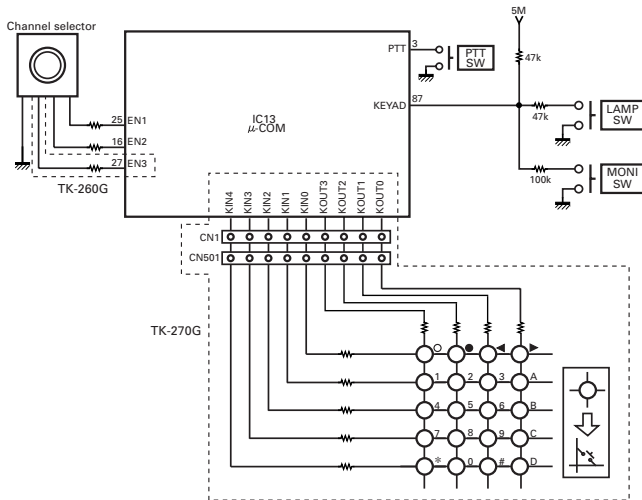 Channel selector
5M
3
PTT
PTT
SW
47k
87
KEYAD
IC13
µ-COM
25 EN1
16 EN2
27 EN3
47k
LAMP
SW
100k
MONI
SW
TK-260G
KIN4
KIN3
KIN2
KIN1
KIN0
KOUT3
KOUT2
KOUT1
KOUT0
CN1
CN501
TK-270G
1 2 3 A
4 5 6 B
7 8 9 C
* 0 # D